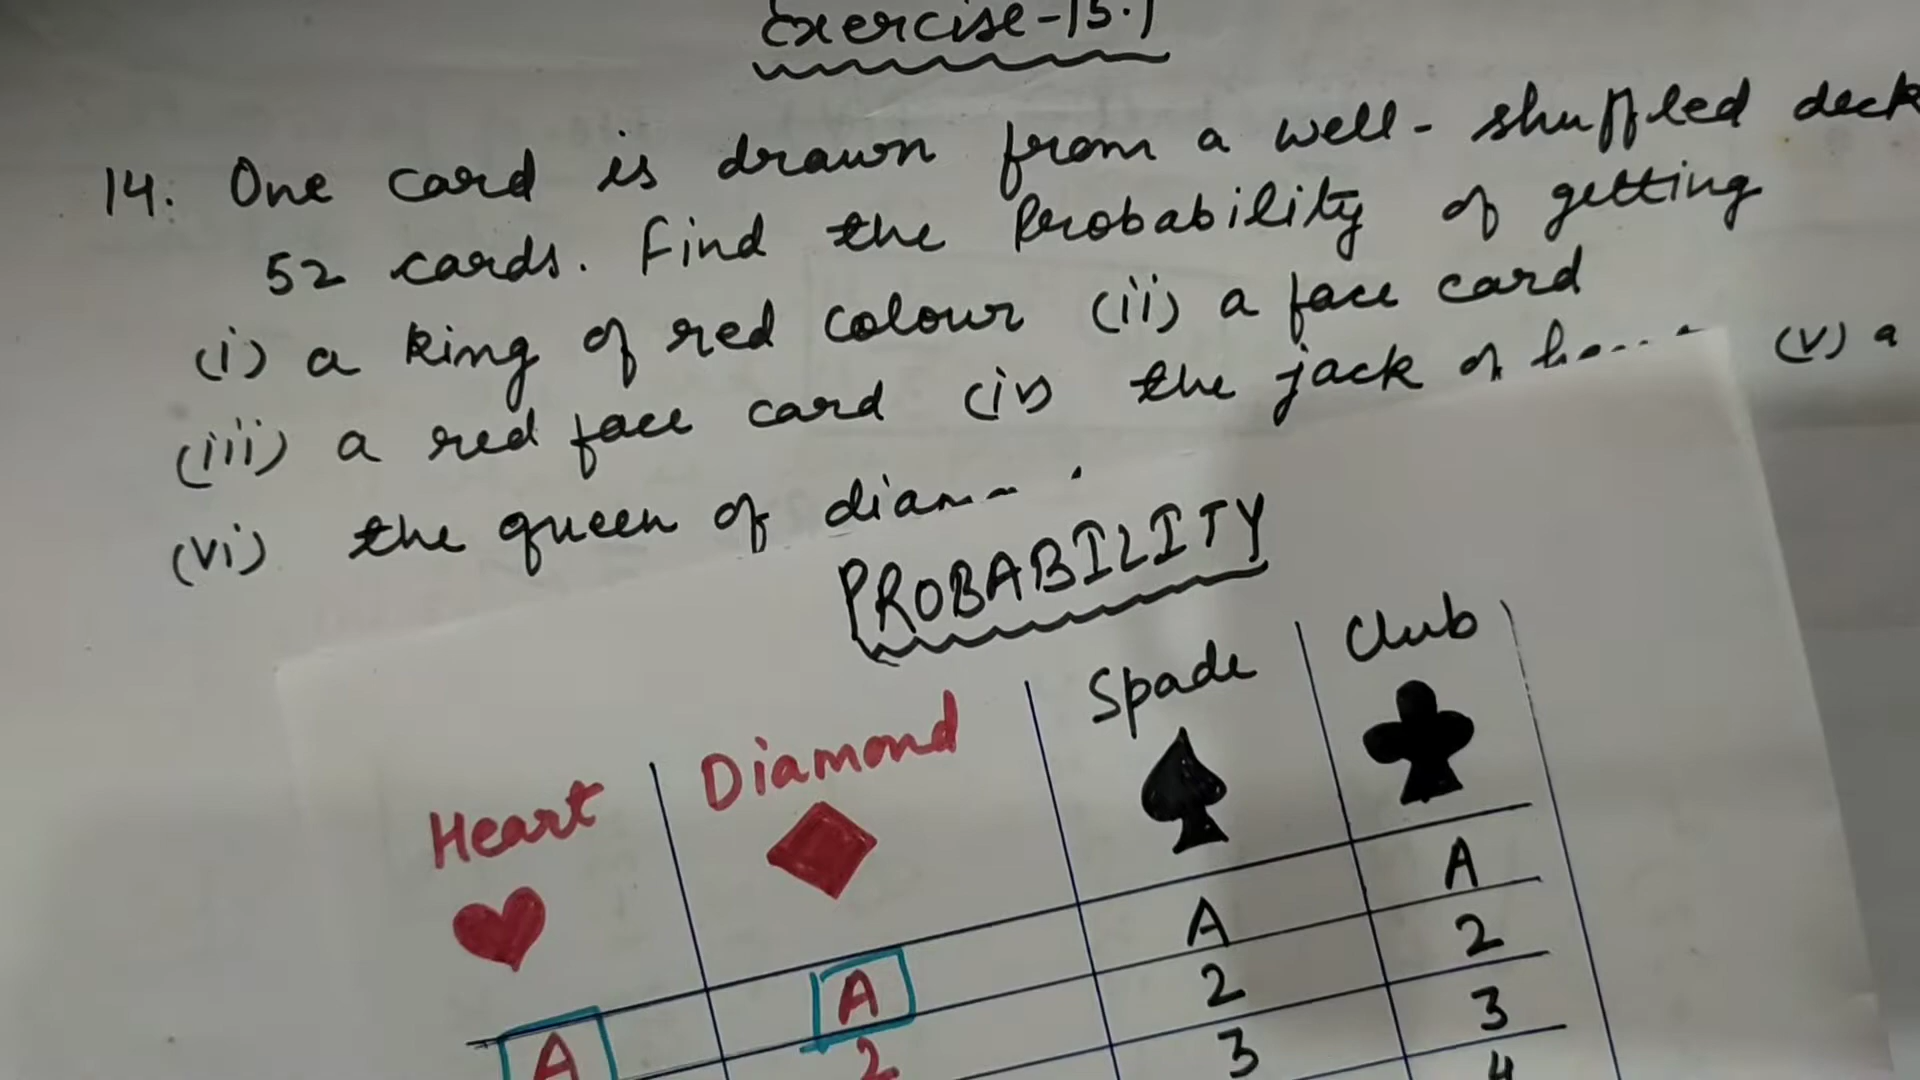 Exercise-15.1
14. One card is drawn from a well-shuffled deck
52 cards. Find the Probability of getting
(i) a king of red colour (ii) a face card
(iii) a red face card (iv) the jack of (v) a
(vi) the queen of
PROBABILITY
Heart Diamond Spade Club
A A A A
2 2 2
3 3
4